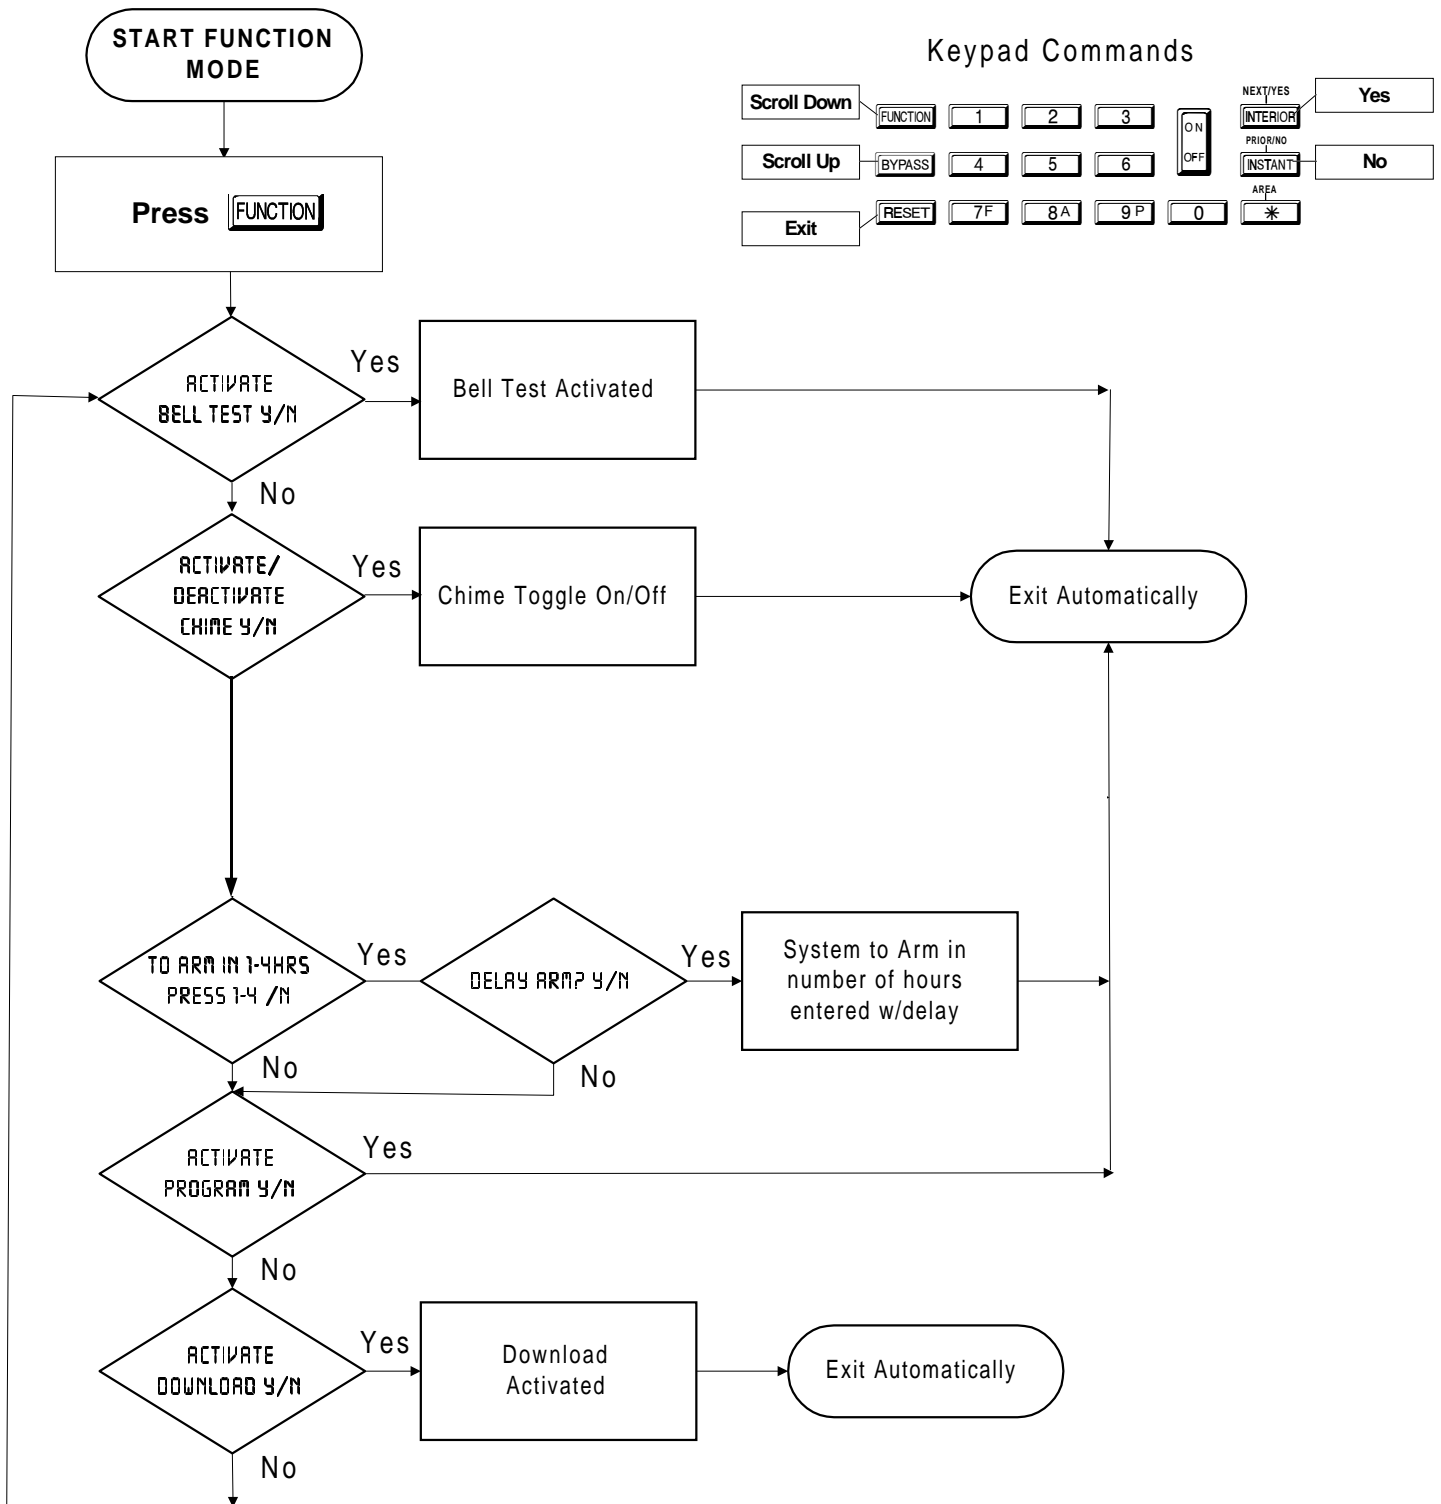 START FUNCTION
MODE
Keypad Commands
Scroll Down
FUNCTION
1
2
3
ON
OFF
NEXT/YES
INTERIOR
Yes
Scroll Up
BYPASS
4
5
6
PRIOR/NO
INSTANT
No
Exit
RESET
7F
8A
9P
0
AREA
*
Press FUNCTION
ACTIVATE
BELL TEST Y/N
Yes
Bell Test Activated
No
ACTIVATE/
DEACTIVATE
CHIME Y/N
Yes
Chime Toggle On/Off
Exit Automatically
TO ARM IN 1-4HRS
PRESS 1-4 /N
Yes
DELAY ARM? Y/N
Yes
System to Arm in
number of hours
entered w/delay
No
No
ACTIVATE
PROGRAM Y/N
Yes
No
ACTIVATE
DOWNLOAD Y/N
Yes
Download
Activated
Exit Automatically
No